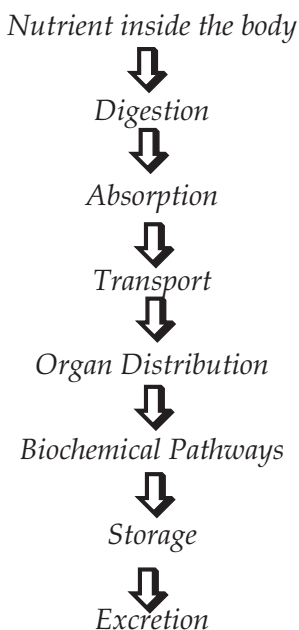 Nutrient inside the body
Digestion
Absorption
Transport
Organ Distribution
Biochemical Pathways
Storage
Excretion